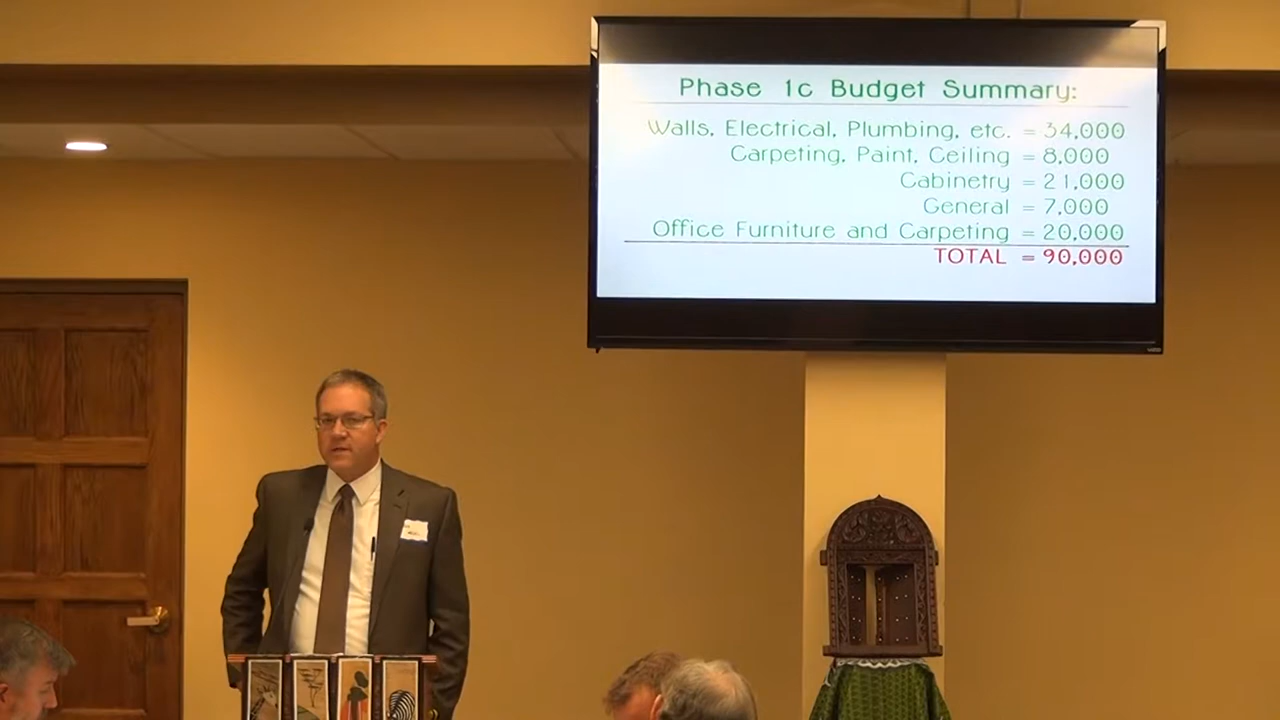 Phase 1c Budget Summary:
Walls, Electrical, Plumbing, etc. = 34,000
Carpeting, Paint, Ceiling = 8,000
Cabinetry = 21,000
General = 7,000
Office Furniture and Carpeting = 20,000
TOTAL = 90,000
VIZIO